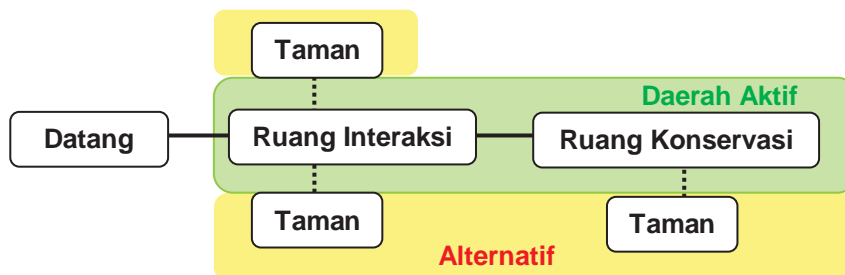 Taman
Daerah Aktif
Datang
Ruang Interaksi
Ruang Konservasi
Taman
Taman
Alternatif